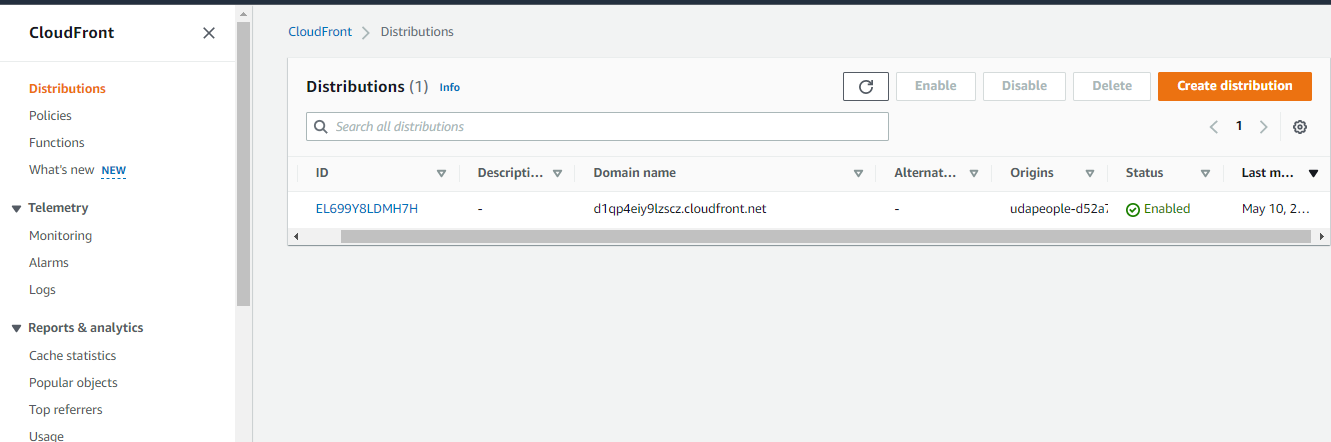 CloudFront
Distributions
Policies
Functions
What's new NEW
Telemetry
Monitoring
Alarms
Logs
Reports & analytics
Cache statistics
Popular objects
Top referrers
Usage
CloudFront > Distributions
Distributions (1) Info
Enable Disable Delete Create distribution
Search all distributions
1
ID Descripti... Domain name Alternat... Origins Status Last m...
EL699Y8LDMH7H - d1qp4eiy9lzscz.cloudfront.net - udapeople-d52a7 Enabled May 10, 2...